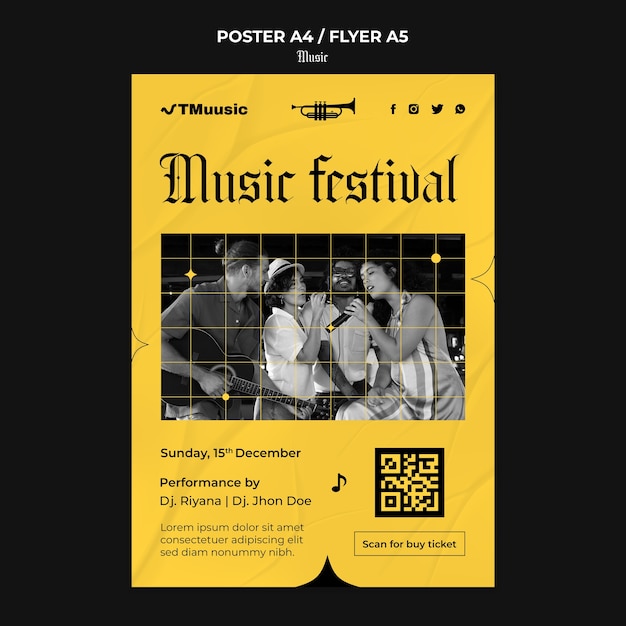 POSTER A4 / FLYER A5
Music
TMuusic
Music festival
Sunday, 15th December
Performance by
Dj. Riyana | Dj. Jhon Doe
Lorem ipsum dolor sit amet
consectetuer adipiscing elit
diam nonummy nibh.
Scan for buy ticket